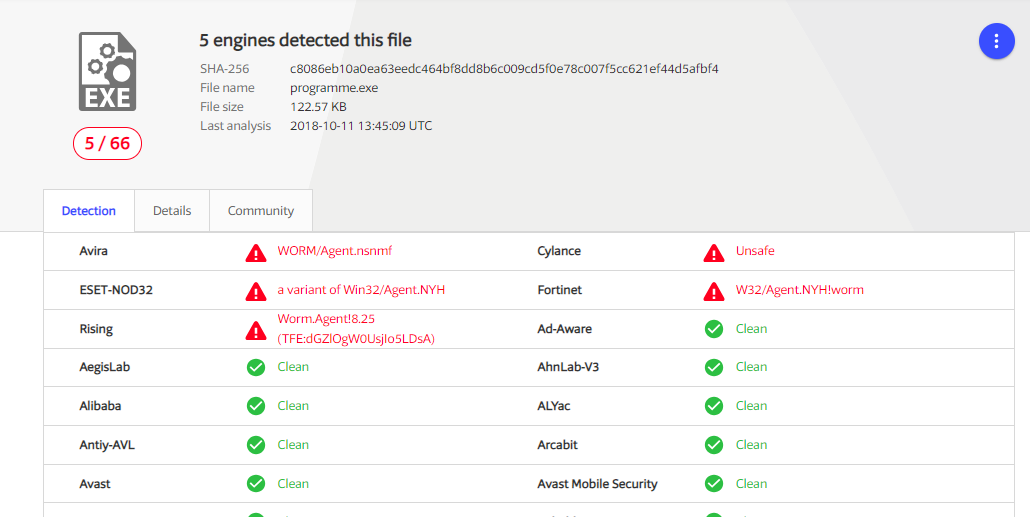 5 engines detected this file
SHA-256 c8086eb10a0ea63eedc464bf8dd8b6c009cd5f0e78c007f5cc621ef44d5afbf4
File name programme.exe
File size 122.57 KB
Last analysis 2018-10-11 13:45:09 UTC
EXE
5 / 66
Detection Details Community
Avira WORM/Agent.nsnmf Cylance Unsafe
ESET-NOD32 a variant of Win32/Agent.NYH Fortinet W32/Agent.NYH!worm
Rising Worm.Agent!8.25 (TFE:dGZlOgW0UsjIo5LDsA) Ad-Aware Clean
AegisLab Clean AhnLab-V3 Clean
Alibaba Clean ALYac Clean
Antiy-AVL Clean Arcabit Clean
Avast Clean Avast Mobile Security Clean